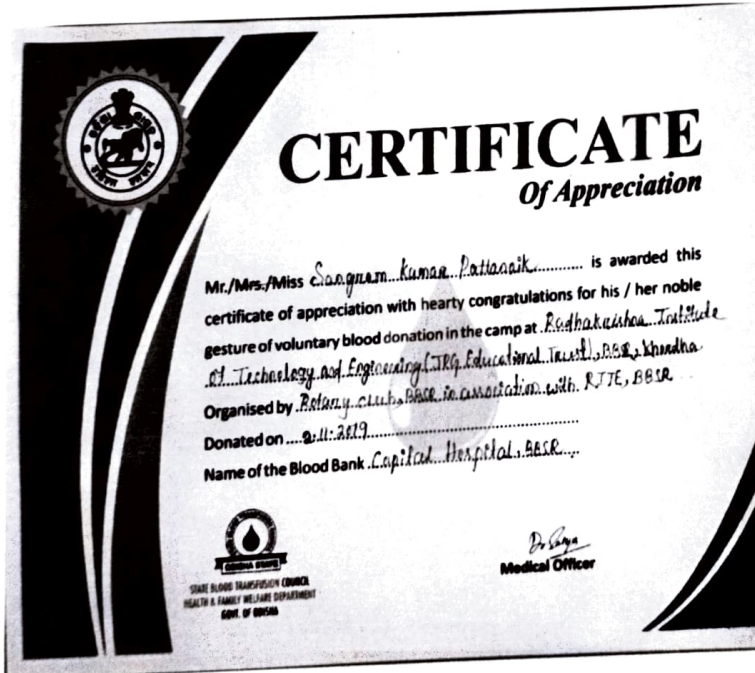 CERTIFICATE
Of Appreciation
Mr./Mrs./Miss Sangram Kumar Pattanaik is awarded this
certificate of appreciation with hearty congratulations for his / her noble
gesture of voluntary blood donation in the camp at Radhakrishna Institute
Of Technology and Engineering (JRG Educational Trust), BBSR, Khordha
Organised by Rotary club, BBSR in association with RITE, BBSR
Donated on 2.11.2019
Name of the Blood Bank Capital Hospital, BBSR
ODISHA STATE
STATE BLOOD TRANSFUSION COUNCIL
HEALTH & FAMILY WELFARE DEPARTMENT
GOVT. OF ODISHA
Medical Officer